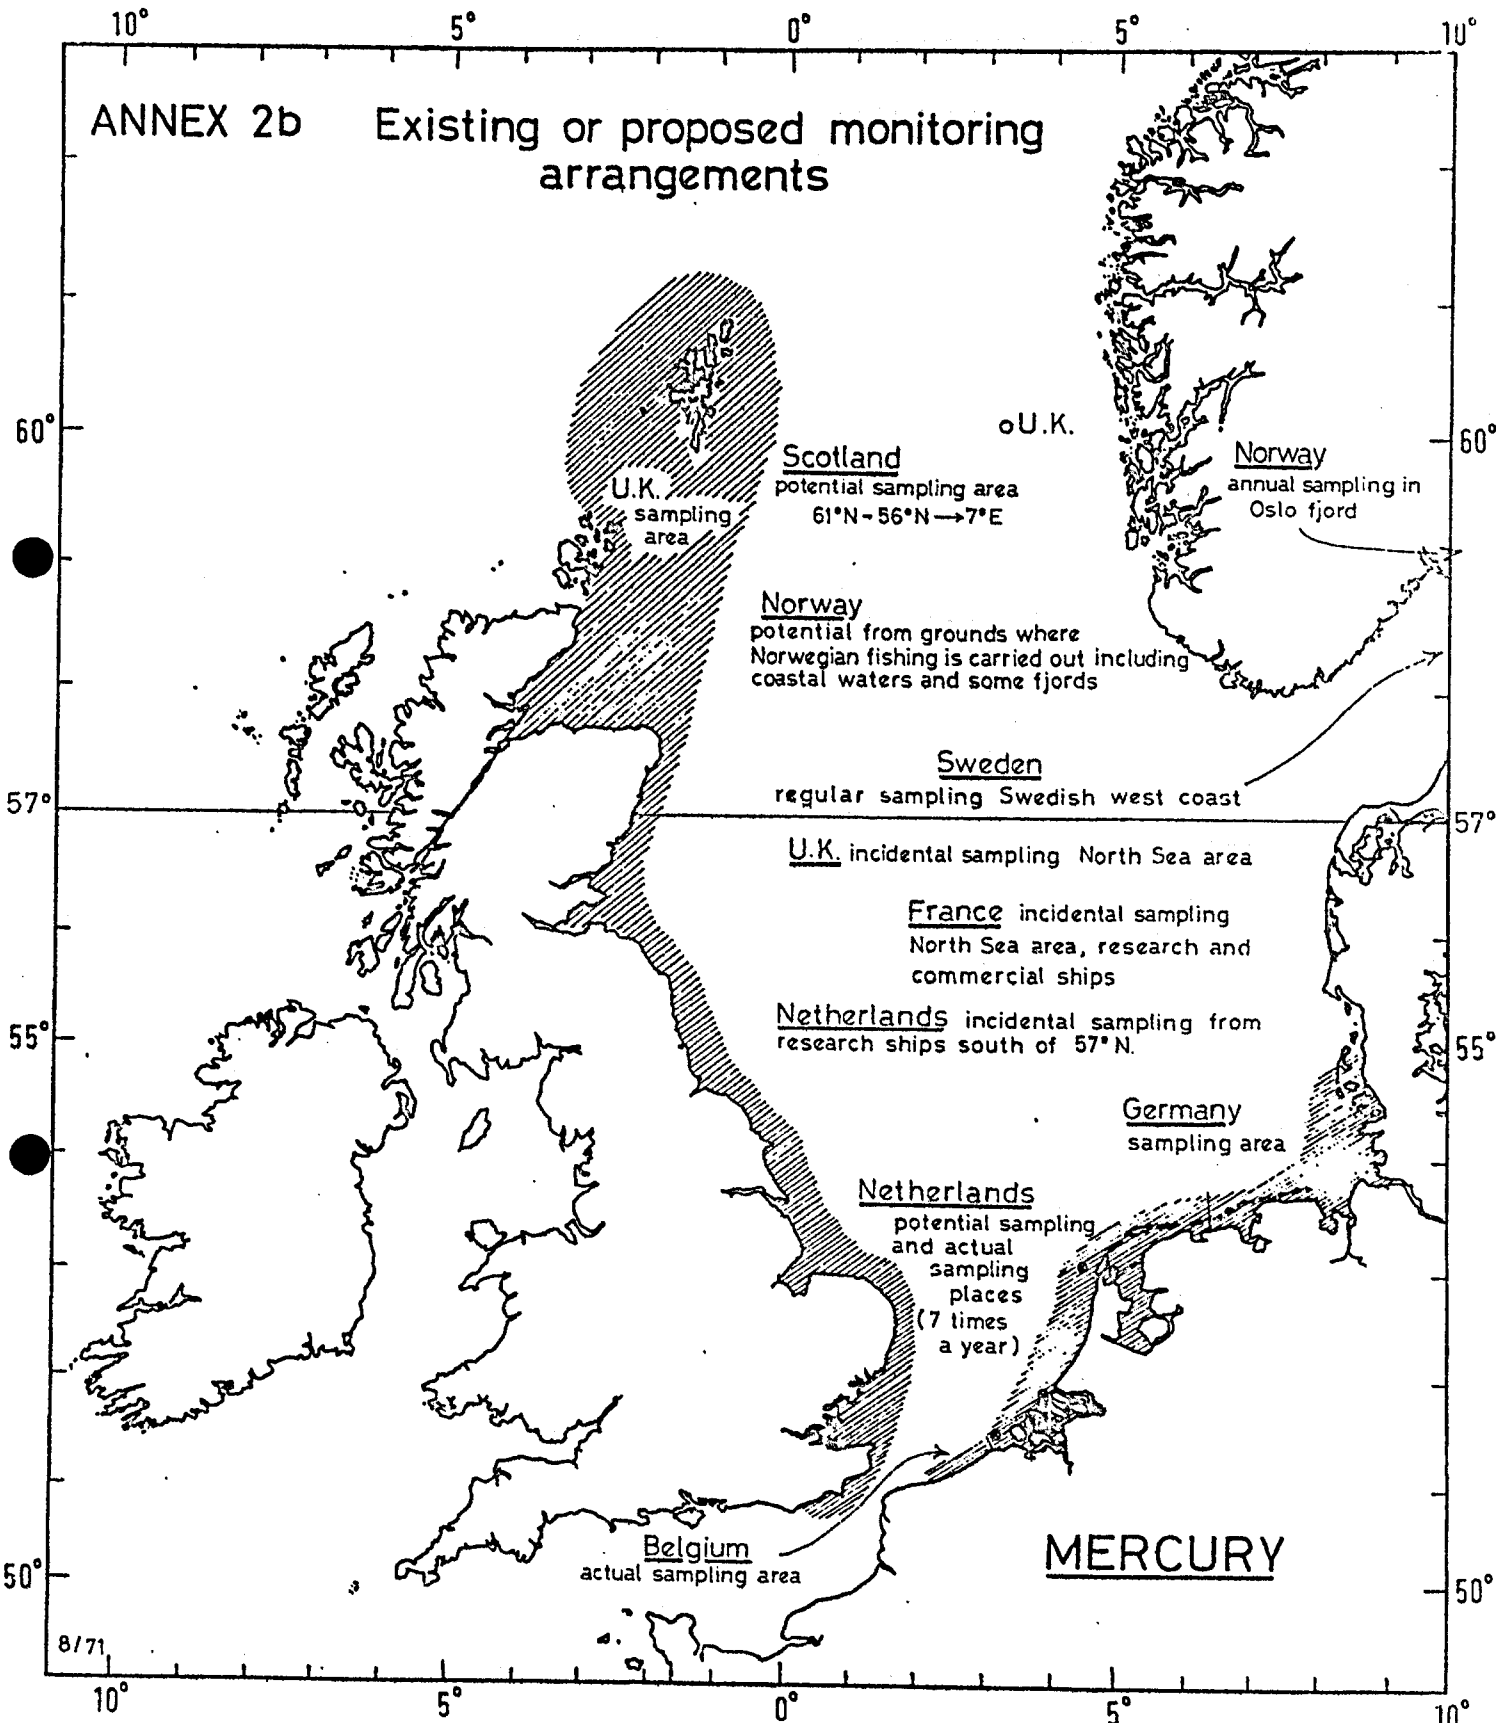 10° 5° 0° 5° 10°
ANNEX 2b Existing or proposed monitoring
arrangements
60°
U.K.
60°
Scotland
potential sampling area
61°N-56°N→7°E
U.K.
sampling
area
Norway
annual sampling in
Oslo fjord
Norway
potential from grounds where
Norwegian fishing is carried out including
coastal waters and some fjords
Sweden
regular sampling Swedish west coast
57°
57°
U.K. incidental sampling North Sea area
France incidental sampling
North Sea area, research and
commercial ships
Netherlands incidental sampling from
research ships south of 57°N.
55°
55°
Germany
sampling area
Netherlands
potential sampling
and actual
sampling
places
(7 times
a year)
Belgium
actual sampling area
MERCURY
50°
50°
8/71
10° 5° 0° 5° 10°